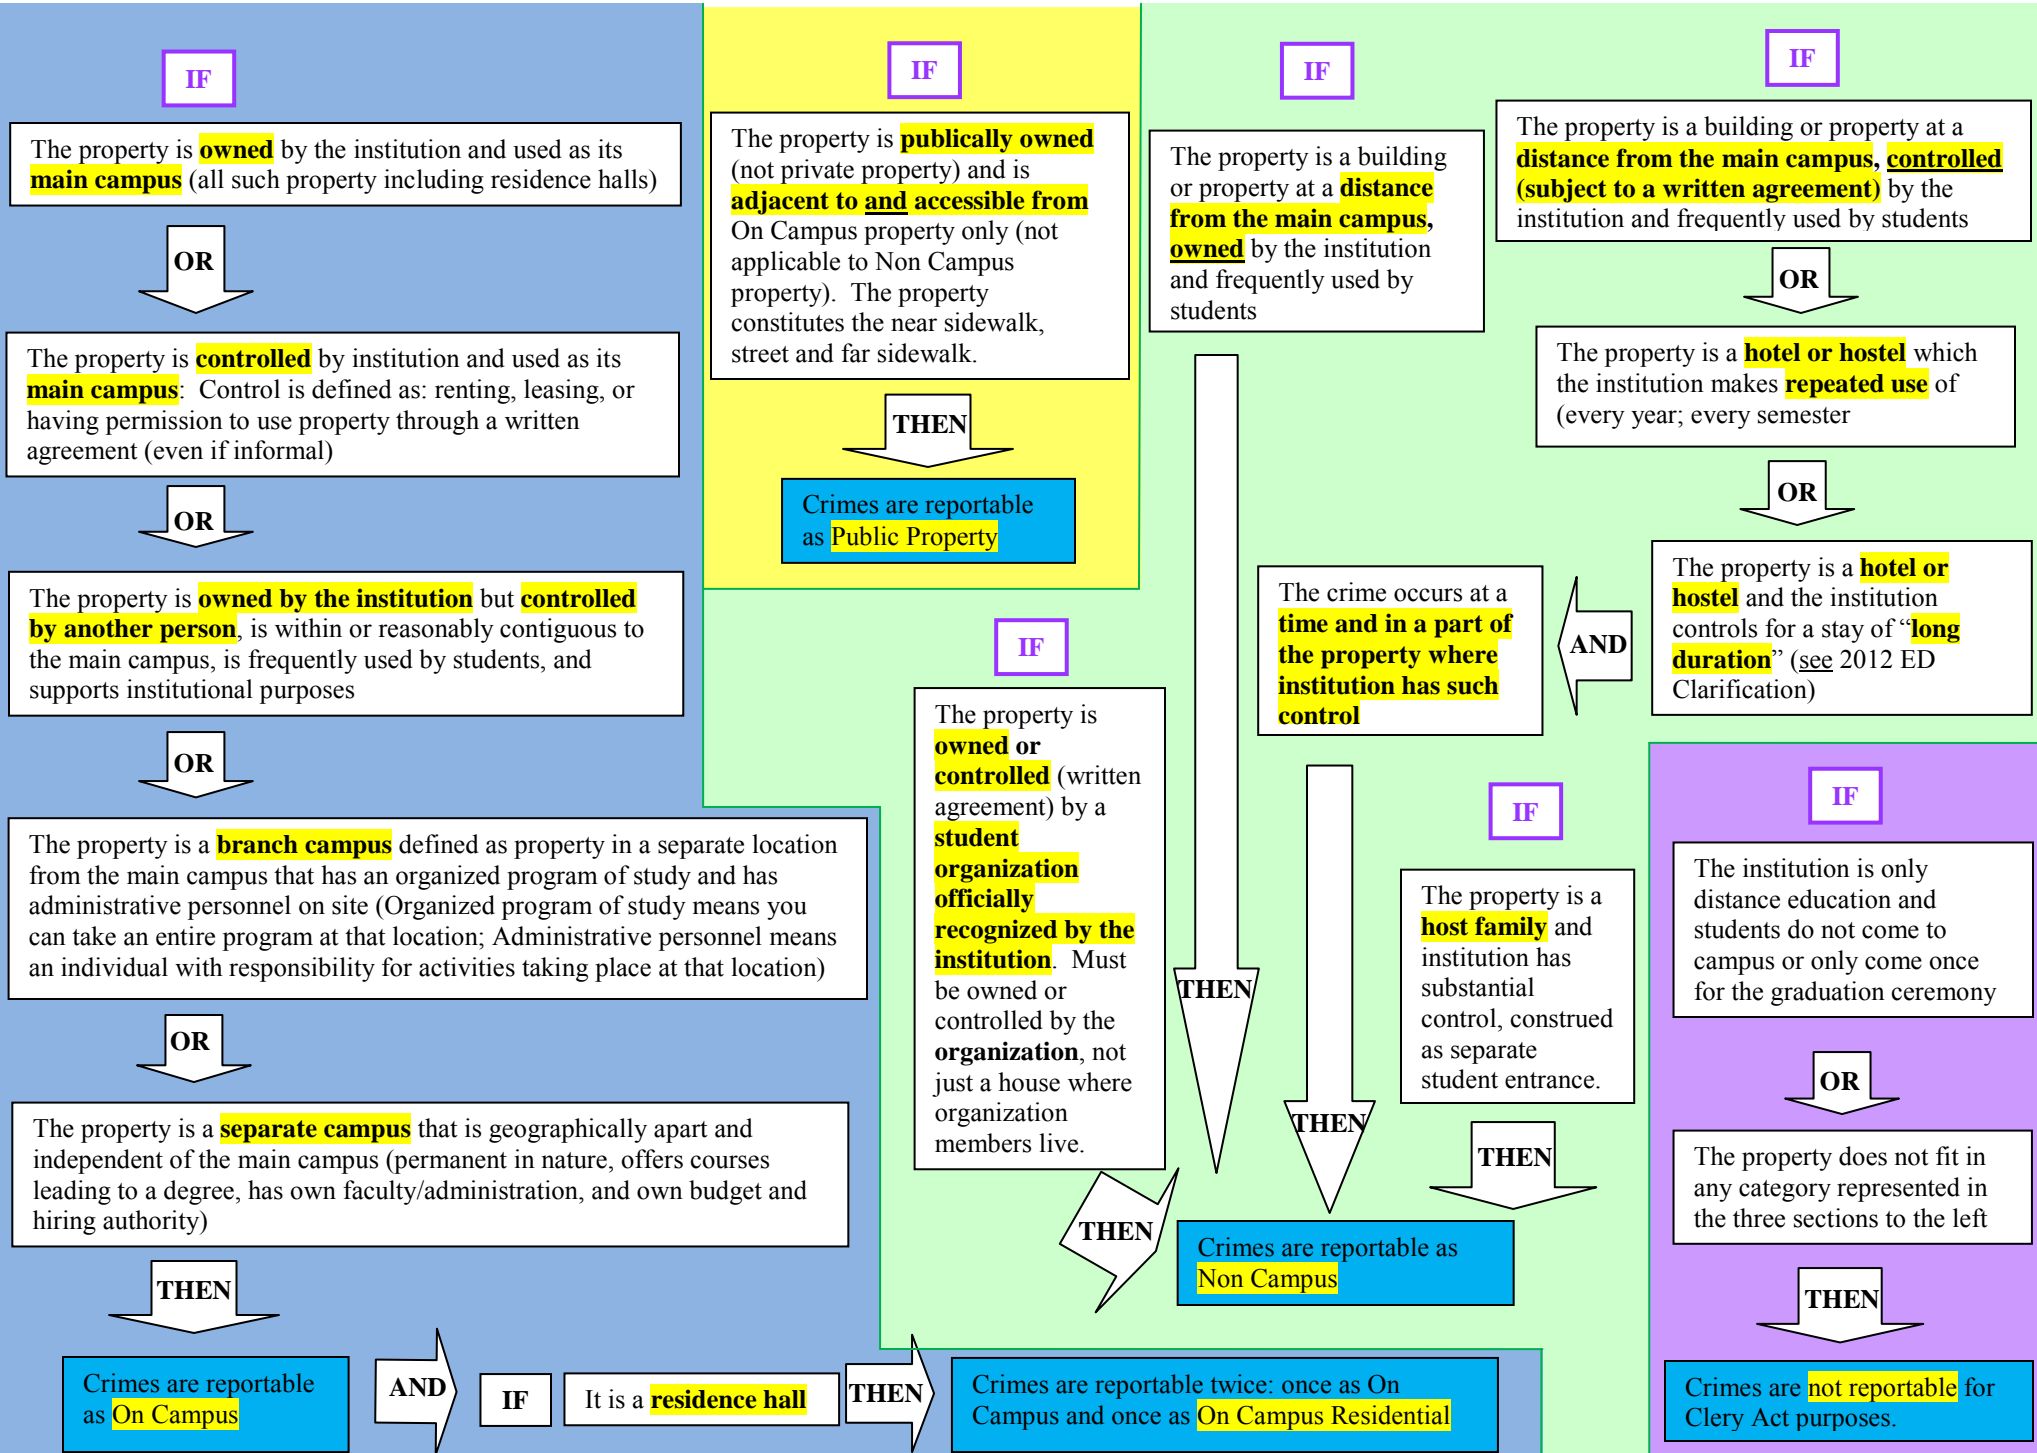 IF
The property is owned by the institution and used as its
main campus (all such property including residence halls)
OR
The property is controlled by institution and used as its
main campus:  Control is defined as: renting, leasing, or
having permission to use property through a written
agreement (even if informal)
OR
The property is owned by the institution but controlled
by another person, is within or reasonably contiguous to
the main campus, is frequently used by students, and
supports institutional purposes
OR
The property is a branch campus defined as property in a separate location
from the main campus that has an organized program of study and has
administrative personnel on site (Organized program of study means you
can take an entire program at that location; Administrative personnel means
an individual with responsibility for activities taking place at that location)
OR
The property is a separate campus that is geographically apart and
independent of the main campus (permanent in nature, offers courses
leading to a degree, has own faculty/administration, and own budget and
hiring authority)
THEN
Crimes are reportable
as On Campus
AND
IF
It is a residence hall
THEN
Crimes are reportable twice: once as On
Campus and once as On Campus Residential
IF
The property is publically owned
(not private property) and is
adjacent to and accessible from
On Campus property only (not
applicable to Non Campus
property).  The property
constitutes the near sidewalk,
street and far sidewalk.
THEN
Crimes are reportable
as Public Property
IF
The property is
owned or
controlled (written
agreement) by a
student
organization
officially
recognized by the
institution.  Must
be owned or
controlled by the
organization, not
just a house where
organization
members live.
THEN
IF
The property is a building
or property at a distance
from the main campus,
owned by the institution
and frequently used by
students
THEN
IF
The property is a building or property at a
distance from the main campus, controlled
(subject to a written agreement) by the
institution and frequently used by students
OR
The property is a hotel or hostel which
the institution makes repeated use of
(every year; every semester
OR
The property is a hotel or
hostel and the institution
controls for a stay of “long
duration” (see 2012 ED
Clarification)
AND
The crime occurs at a
time and in a part of
the property where
institution has such
control
THEN
IF
The property is a
host family and
institution has
substantial
control, construed
as separate
student entrance.
THEN
Crimes are reportable as
Non Campus
IF
The institution is only
distance education and
students do not come to
campus or only come once
for the graduation ceremony
OR
The property does not fit in
any category represented in
the three sections to the left
THEN
Crimes are not reportable for
Clery Act purposes.